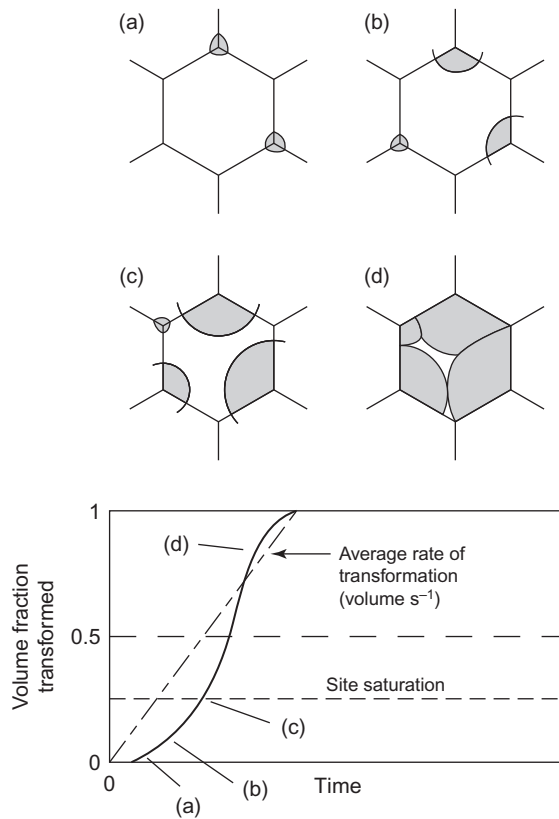 (a)
(b)
(c)
(d)
1
(d)
Average rate of
transformation
(volume s⁻¹)
Volume fraction
transformed
0.5
Site saturation
(c)
0
(b)
0
(a)
Time